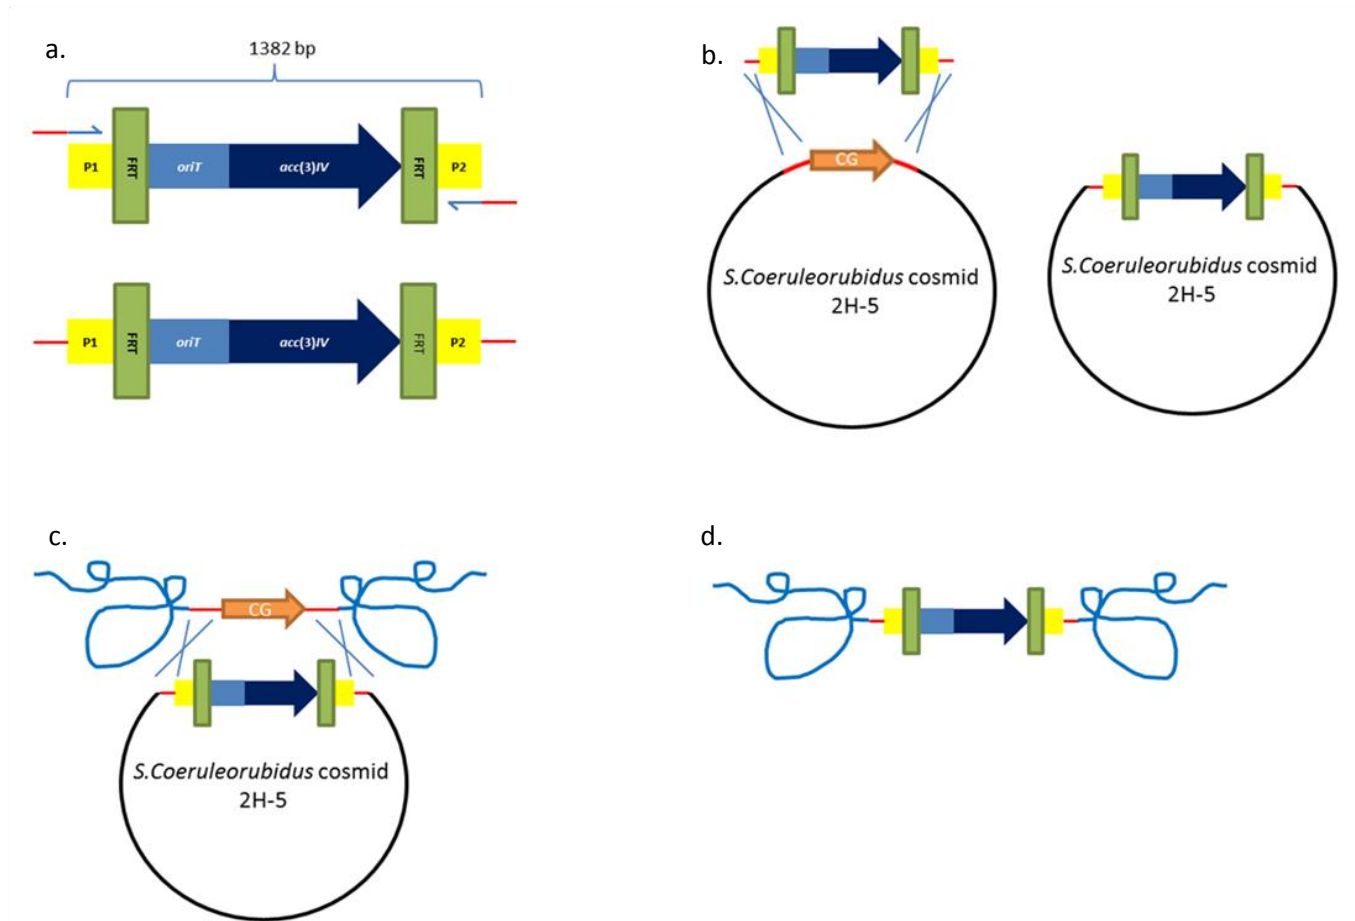 a.
1382 bp
P1 FRT oriT acc(3)IV FRT P2
P1 FRT oriT acc(3)IV FRT P2
b.
CG
S.Coeruleorubidus cosmid
2H-5
S.Coeruleorubidus cosmid
2H-5
c.
CG
S.Coeruleorubidus cosmid
2H-5
d.